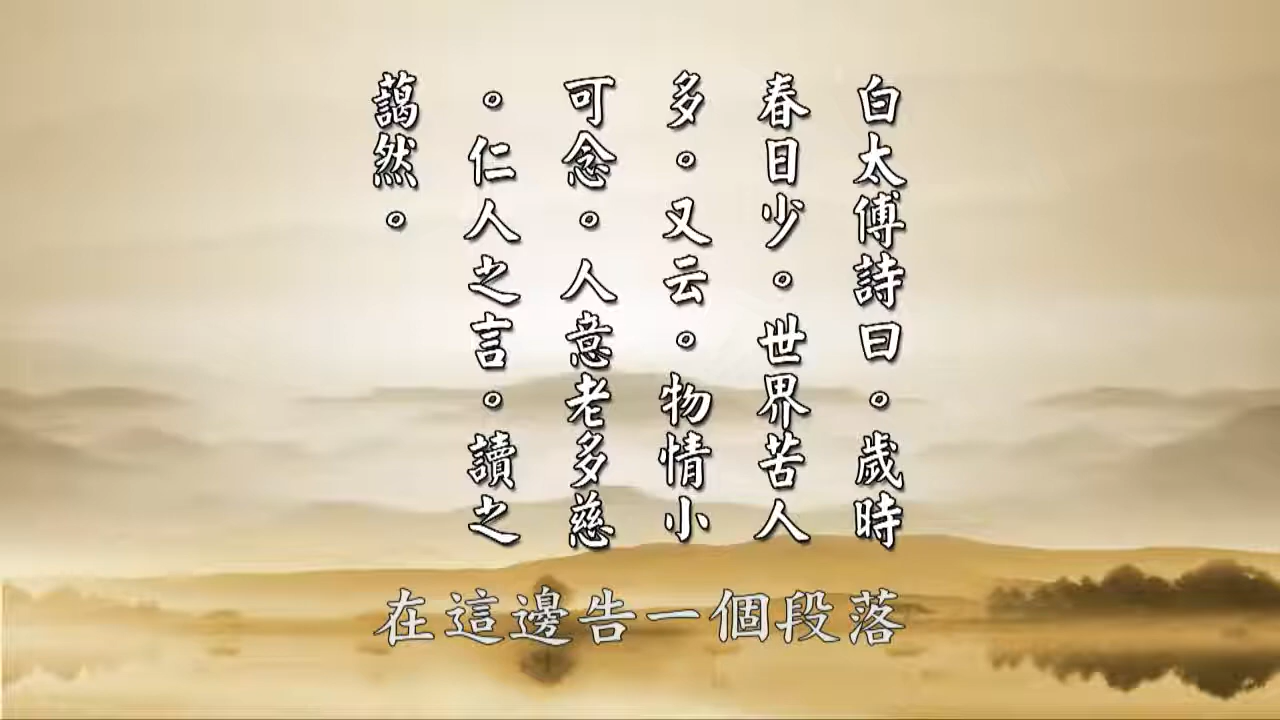 白太傅詩曰。歲時
春日少。世界苦人
多。又云。物情小
可念。人意老多慈
。仁人之言。讀之
藹然。
在這邊告一個段落